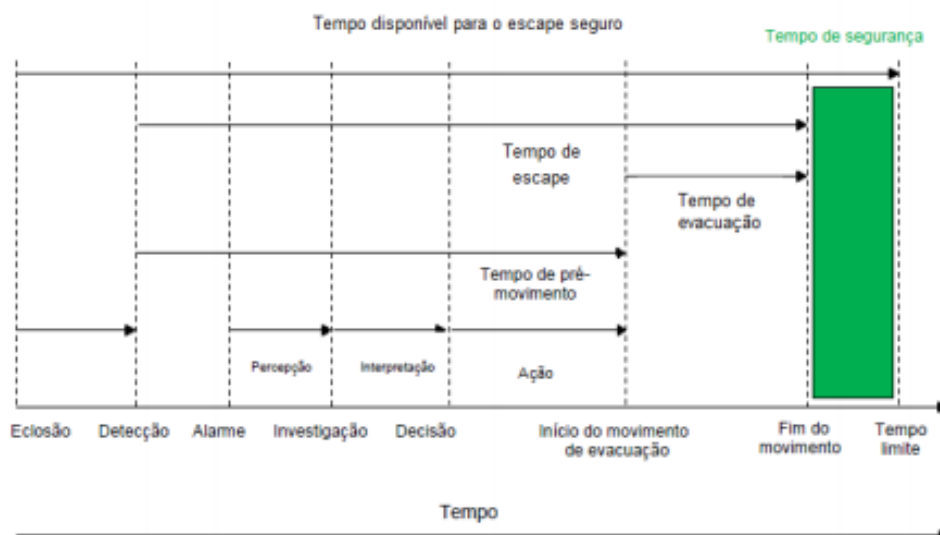 Tempo disponível para o escape seguro
Tempo de segurança
Tempo de
escape
Tempo de
evacuação
Tempo de pré-
movimento
Percepção
Interpretação
Ação
Eclosão
Detecção
Alarme
Investigação
Decisão
Início do movimento
de evacuação
Fim do
movimento
Tempo
limite
Tempo